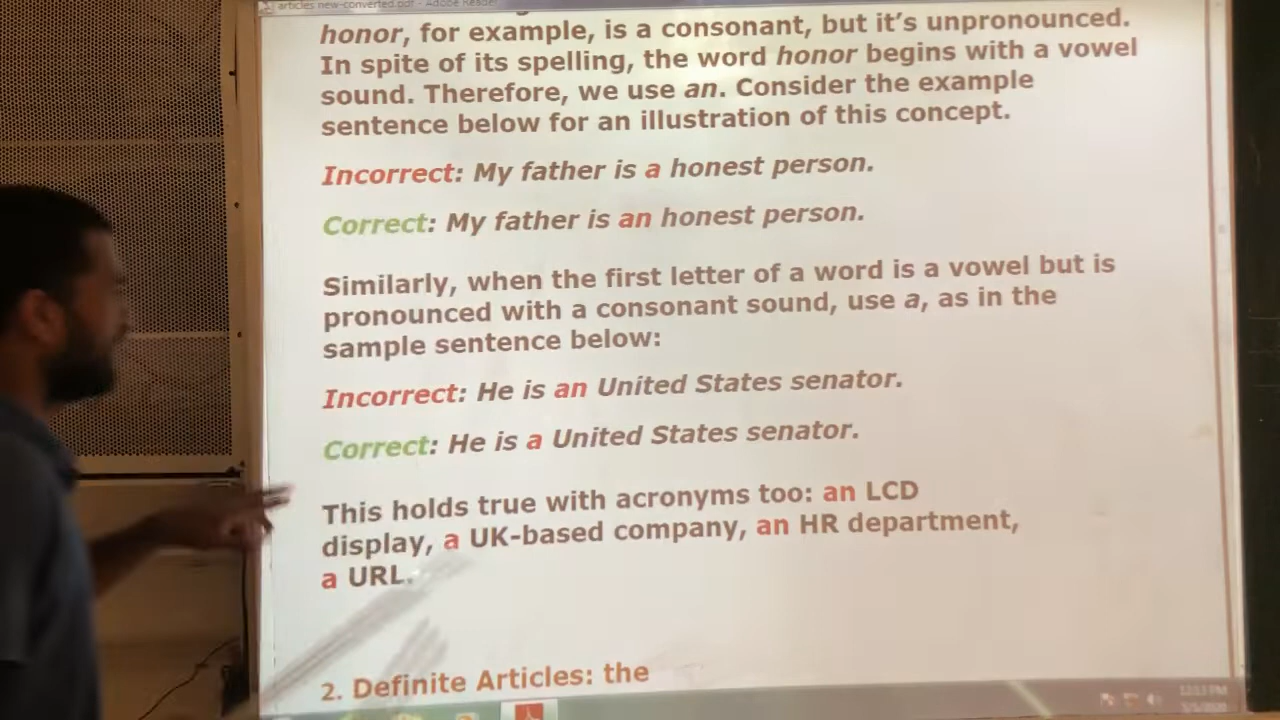 articles new-converted.pdf - Adobe Reader
honor, for example, is a consonant, but it’s unpronounced.
In spite of its spelling, the word honor begins with a vowel
sound. Therefore, we use an. Consider the example
sentence below for an illustration of this concept.
Incorrect: My father is a honest person.
Correct: My father is an honest person.
Similarly, when the first letter of a word is a vowel but is
pronounced with a consonant sound, use a, as in the
sample sentence below:
Incorrect: He is an United States senator.
Correct: He is a United States senator.
This holds true with acronyms too: an LCD
display, a UK-based company, an HR department,
a URL.
2. Definite Articles: the
12:13 PM